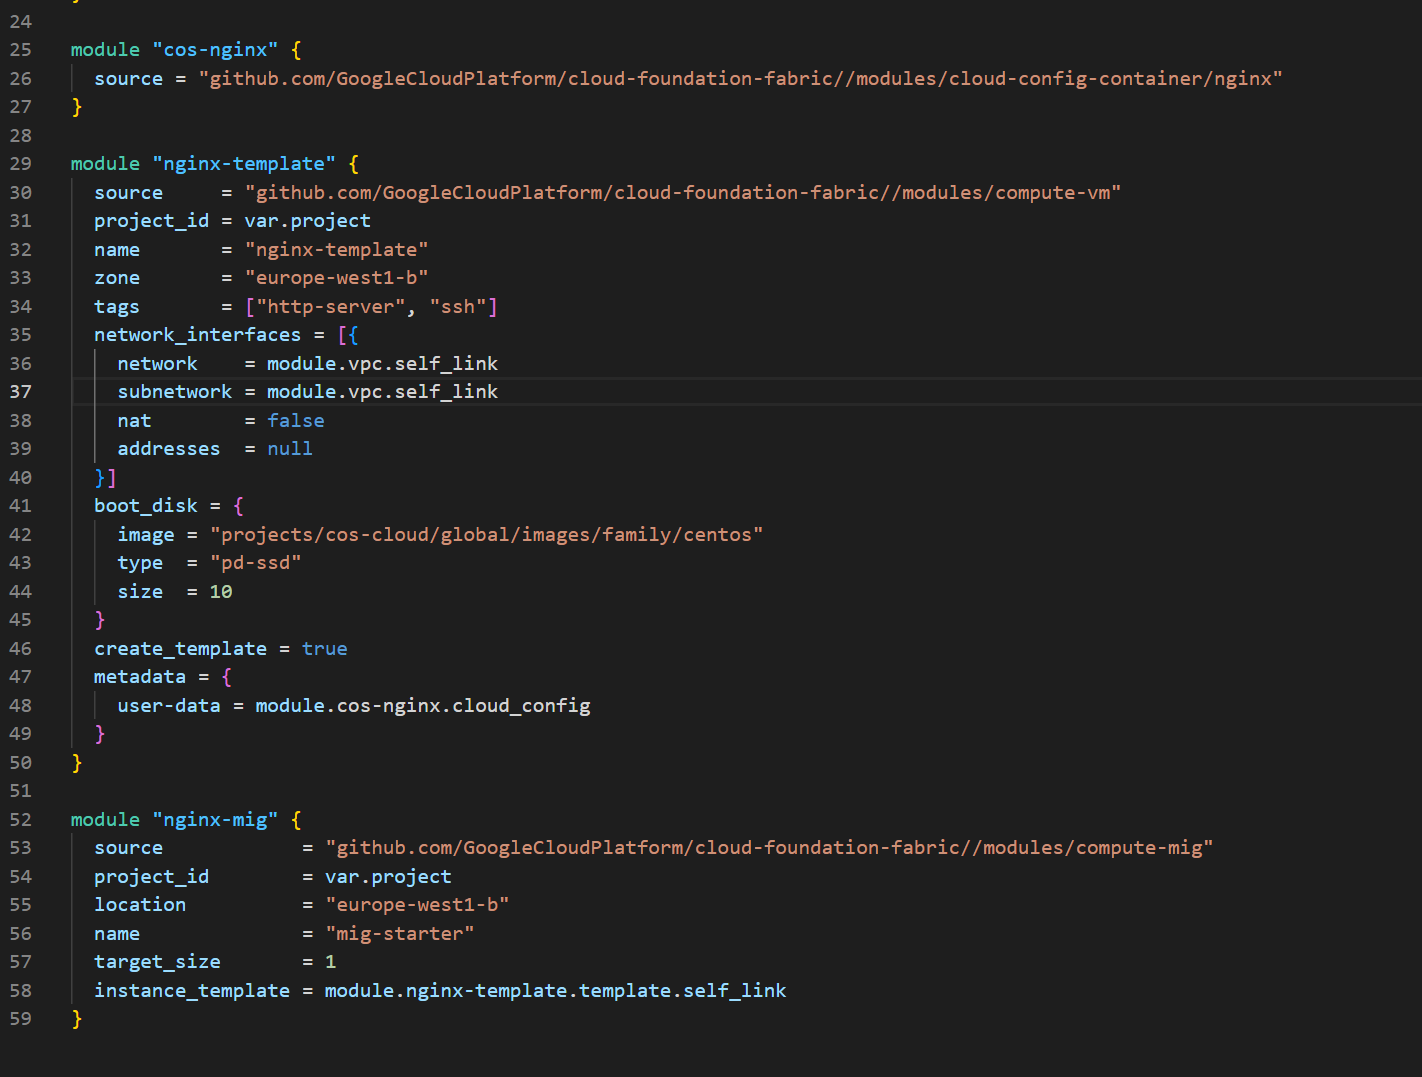 24
25 module "cos-nginx" {
26   source = "github.com/GoogleCloudPlatform/cloud-foundation-fabric//modules/cloud-config-container/nginx"
27 }
28
29 module "nginx-template" {
30   source     = "github.com/GoogleCloudPlatform/cloud-foundation-fabric//modules/compute-vm"
31   project_id = var.project
32   name       = "nginx-template"
33   zone       = "europe-west1-b"
34   tags       = ["http-server", "ssh"]
35   network_interfaces = [{
36     network    = module.vpc.self_link
37     subnetwork = module.vpc.self_link
38     nat        = false
39     addresses  = null
40   }]
41   boot_disk = {
42     image = "projects/cos-cloud/global/images/family/centos"
43     type  = "pd-ssd"
44     size  = 10
45   }
46   create_template = true
47   metadata = {
48     user-data = module.cos-nginx.cloud_config
49   }
50 }
51
52 module "nginx-mig" {
53   source            = "github.com/GoogleCloudPlatform/cloud-foundation-fabric//modules/compute-mig"
54   project_id        = var.project
55   location          = "europe-west1-b"
56   name              = "mig-starter"
57   target_size       = 1
58   instance_template = module.nginx-template.template.self_link
59 }